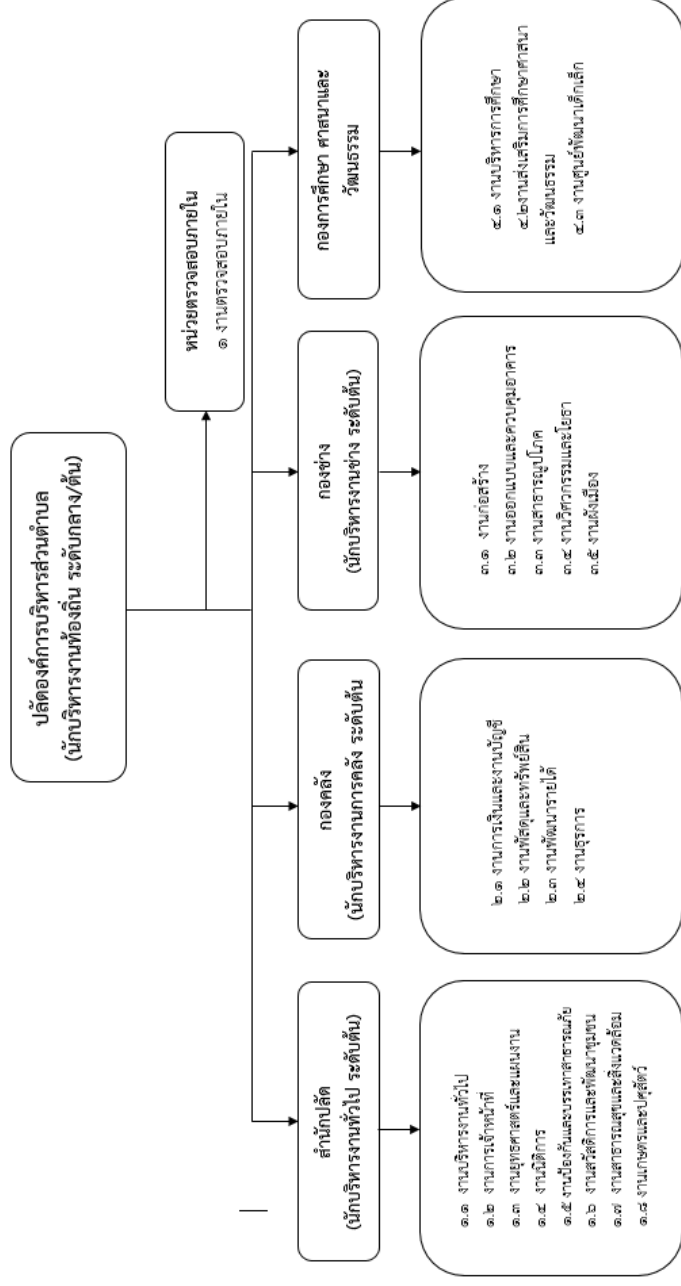 ปลัดองค์การบริหารส่วนตำบล
(นักบริหารงานท้องถิ่น ระดับกลาง/ต้น)
หน่วยตรวจสอบภายใน
๑ งานตรวจสอบภายใน
สำนักปลัด
(นักบริหารงานทั่วไป ระดับต้น)
กองคลัง
(นักบริหารงานการคลัง ระดับต้น
กองช่าง
(นักบริหารงานช่าง ระดับต้น)
กองการศึกษา ศาสนาและ
วัฒนธรรม
๑.๑ งานบริหารงานทั่วไป
๑.๒ งานการเจ้าหน้าที่
๑.๓ งานยุทธศาสตร์และแผนงาน
๑.๔ งานนิติการ
๑.๕ งานป้องกันและบรรเทาสาธารณภัย
๑.๖ งานสวัสดิการและพัฒนาชุมชน
๑.๗ งานสาธารณสุขและสิ่งแวดล้อม
๑.๘ งานเกษตรและปศุสัตว์
๒.๑ งานการเงินและงานบัญชี
๒.๒ งานพัสดุและทรัพย์สิน
๒.๓ งานพัฒนารายได้
๒.๔ งานธุรการ
๓.๑ งานก่อสร้าง
๓.๒ งานออกแบบและควบคุมอาคาร
๓.๓ งานสาธารณูปโภค
๓.๔ งานวิศวกรรมและโยธา
๓.๕ งานผังเมือง
๔.๑ งานบริหารการศึกษา
๔.๒งานส่งเสริมการศึกษาศาสนา
และวัฒนธรรม
๔.๓ งานศูนย์พัฒนาเด็กเล็ก